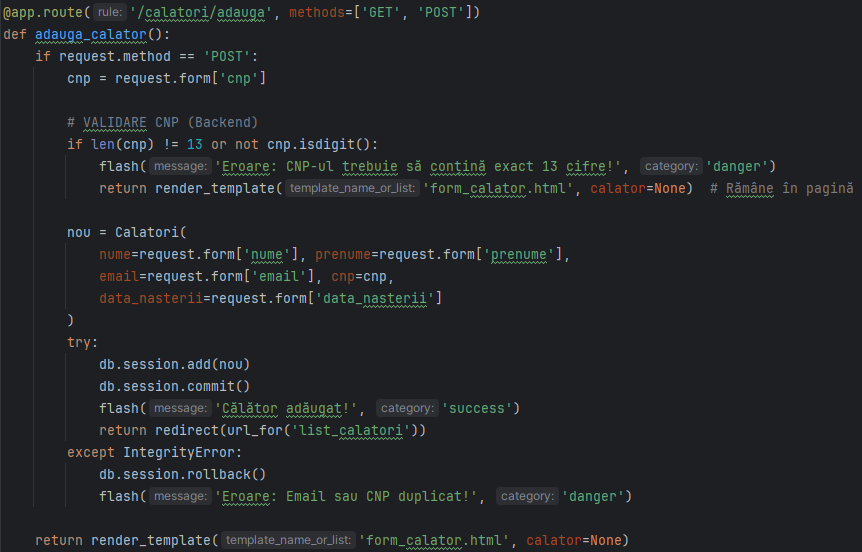 @app.route( rule: '/calatori/adauga', methods=['GET', 'POST'])
def adauga_calator():
    if request.method == 'POST':
        cnp = request.form['cnp']

        # VALIDARE CNP (Backend)
        if len(cnp) != 13 or not cnp.isdigit():
            flash( message: 'Eroare: CNP-ul trebuie să conțină exact 13 cifre!', category: 'danger')
            return render_template( template_name_or_list: 'form_calator.html', calator=None)  # Rămâne în pagină

        nou = Calatori(
            nume=request.form['nume'], prenume=request.form['prenume'],
            email=request.form['email'], cnp=cnp,
            data_nasterii=request.form['data_nasterii']
        )
        try:
            db.session.add(nou)
            db.session.commit()
            flash( message: 'Călător adăugat!', category: 'success')
            return redirect(url_for('list_calatori'))
        except IntegrityError:
            db.session.rollback()
            flash( message: 'Eroare: Email sau CNP duplicat!', category: 'danger')

    return render_template( template_name_or_list: 'form_calator.html', calator=None)